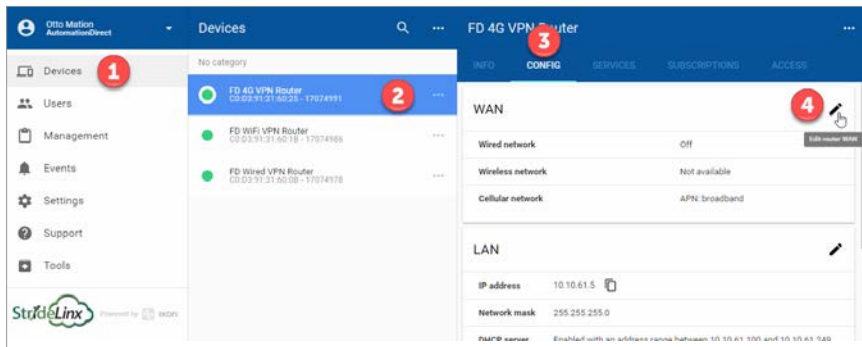 Otto Mation
AutomationDirect
Devices
Users
Management
Events
Settings
Support
Tools
StrideLinx
Powered by ixon
1
Devices
No category
FD 4G VPN Router
C0:D3:91:31:60:25 - 17074991
2
FD WiFi VPN Router
C0:D3:91:31:60:1B - 17074986
FD Wired VPN Router
C0:D3:91:31:60:0B - 17074978
FD 4G VPN Router
3
INFO CONFIG SERVICES SUBSCRIPTIONS ACCESS
WAN
4
Edit router WAN
Wired network Off
Wireless network Not available
Cellular network APN: broadband
LAN
IP address 10.10.61.5
Network mask 255.255.255.0
DHCP server Enabled with an address range between 10.10.61.100 and 10.10.61.249